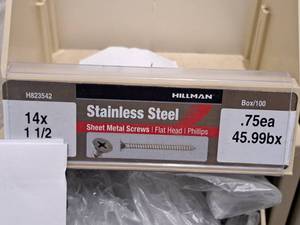 H823542
HILLMAN
Box/100
14x
1 1/2
Stainless Steel
Sheet Metal Screws | Flat Head | Phillips
.75ea
45.99bx